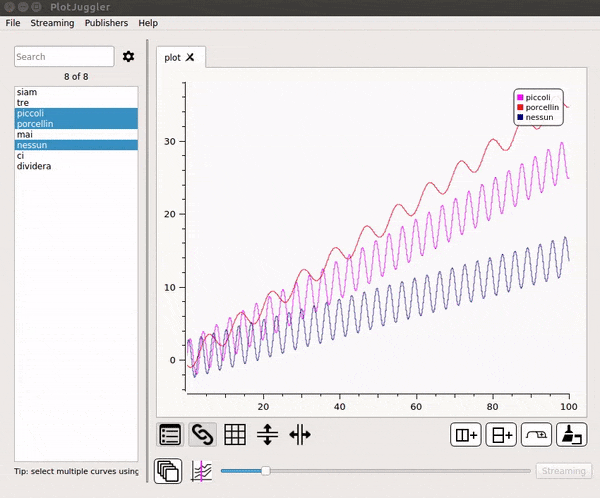 PlotJuggler
File Streaming Publishers Help
Search
8 of 8
siam
tre
piccoli
porcellin
mai
nessun
ci
dividera
Tip: select multiple curves using
plot
piccoli
porcellin
nessun
30
20
10
0
20 40 60 80 100
Streaming